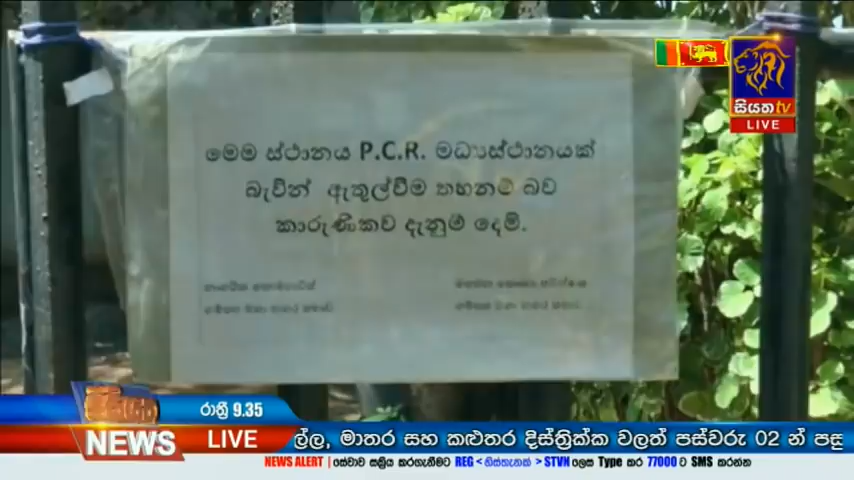 සියත tv
LIVE
මෙම ස්ථානය P.C.R. මධ්‍යස්ථානයක්
බැවින් ඇතුල්වීම තහනම් බව
කාරුණිකව දැනුම් දෙමි.
රාත්‍රී 9.35
NEWS LIVE
ල්ල, මාතර සහ කළුතර දිස්ත්‍රික්ක වලත් පස්වරු 02 න් පසු
NEWS ALERT | සේවාව සක්‍රිය කරගැනීමට REG < හිස්තැනක් > STVN ලෙස Type කර 77000 ට SMS කරන්න